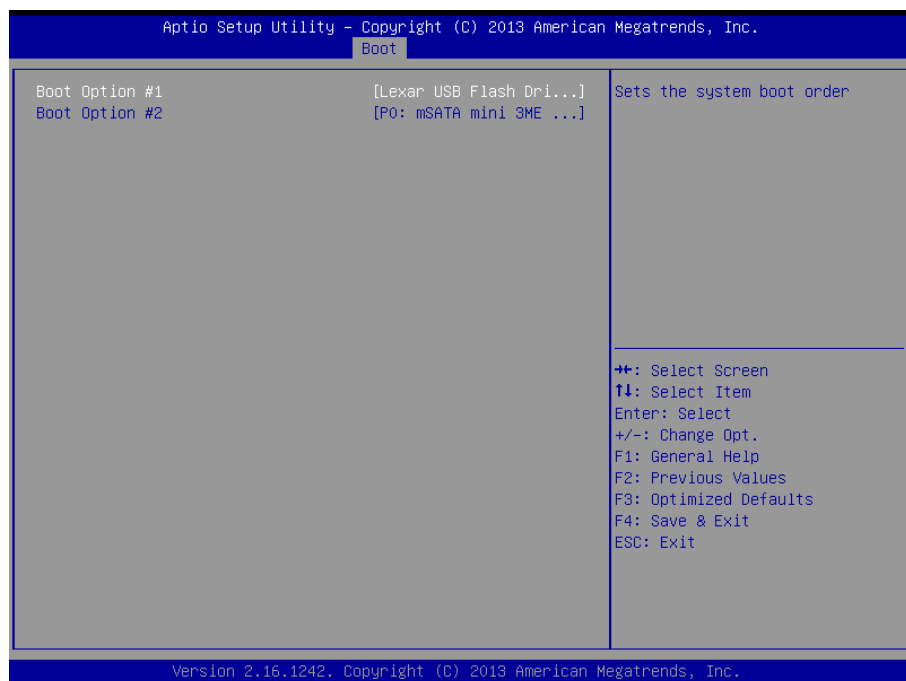 Aptio Setup Utility – Copyright (C) 2013 American Megatrends, Inc.
Boot
Boot Option #1 [Lexar USB Flash Dri...]
Boot Option #2 [P0: mSATA mini 3ME ...]
Sets the system boot order
→←: Select Screen
↑↓: Select Item
Enter: Select
+/-: Change Opt.
F1: General Help
F2: Previous Values
F3: Optimized Defaults
F4: Save & Exit
ESC: Exit
Version 2.16.1242. Copyright (C) 2013 American Megatrends, Inc.